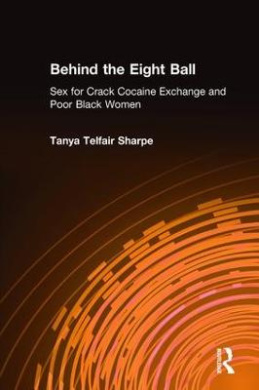 Behind the Eight Ball
Sex for Crack Cocaine Exchange and
Poor Black Women
Tanya Telfair Sharpe
R
ROUTLEDGE